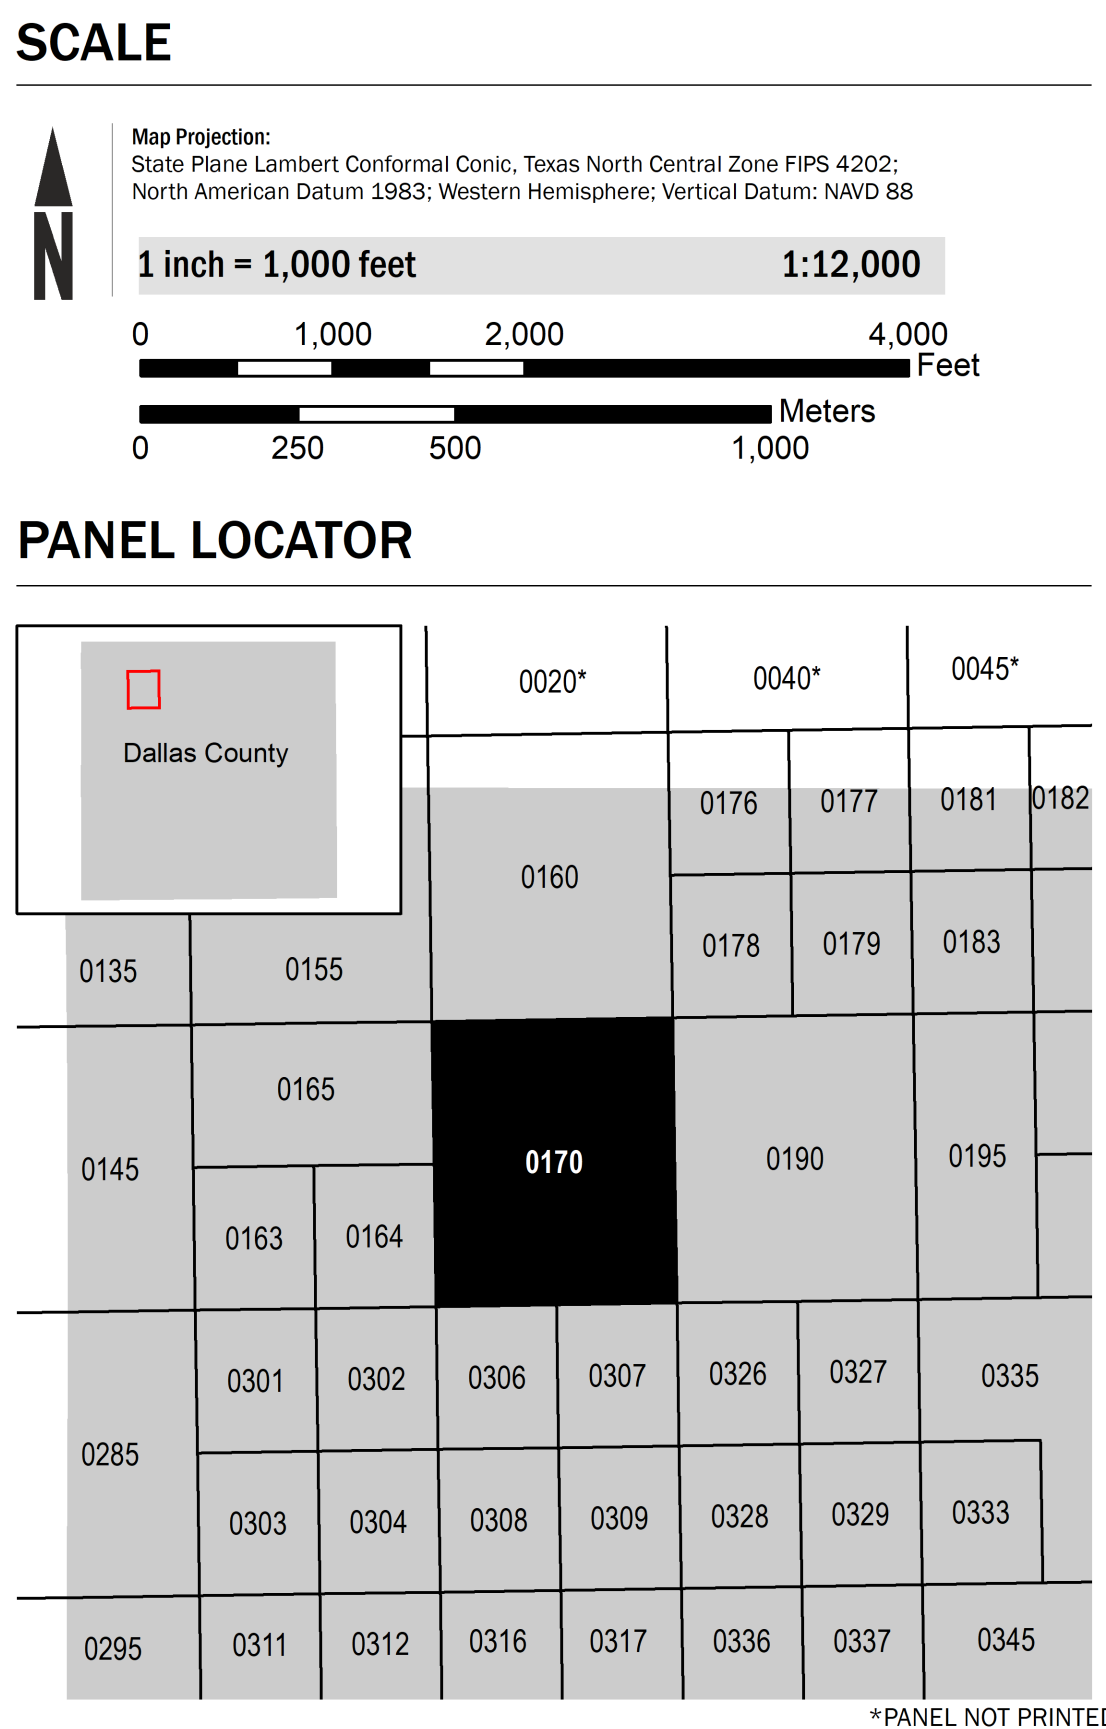 SCALE
N
Map Projection:
State Plane Lambert Conformal Conic, Texas North Central Zone FIPS 4202;
North American Datum 1983; Western Hemisphere; Vertical Datum: NAVD 88
1 inch = 1,000 feet 1:12,000
0 1,000 2,000 4,000
Feet
Meters
0 250 500 1,000
PANEL LOCATOR
Dallas County
0020* 0040* 0045*
0176 0177 0181 0182
0160
0178 0179 0183
0135 0155
0165
0145 0170 0190 0195
0163 0164
0301 0302 0306 0307 0326 0327 0335
0285
0303 0304 0308 0309 0328 0329 0333
0295 0311 0312 0316 0317 0336 0337 0345
*PANEL NOT PRINTED